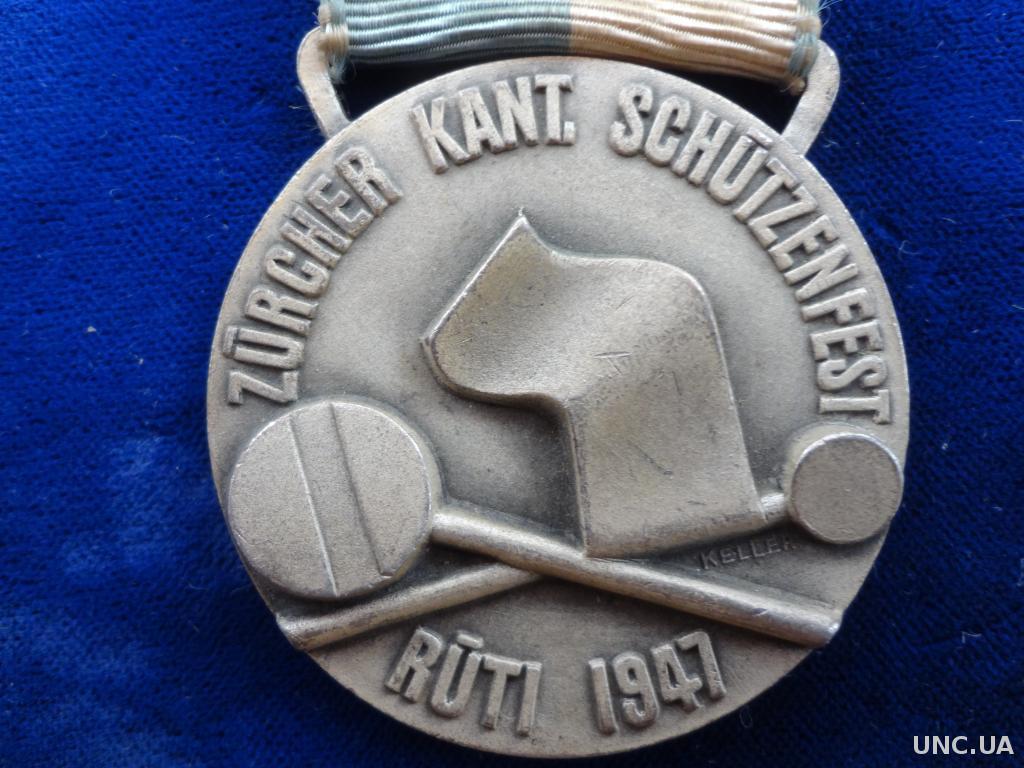 ZÜRCHER KANT. SCHÜTZENFEST
KELLER
RÜTI 1947
UNC.UA